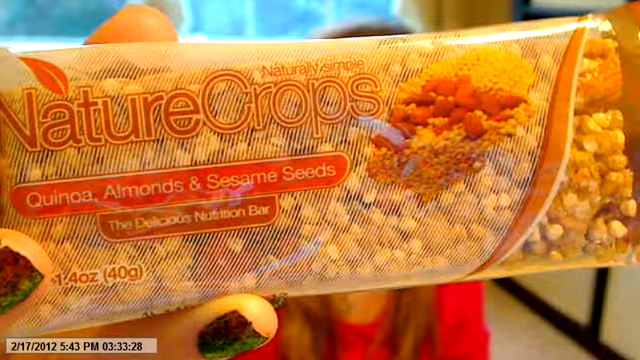 Naturally simple
NatureCrops
Quinoa, Almonds & Sesame Seeds
The Delicious Nutrition Bar
1.4oz (40g)
2/17/2012 5:43 PM 03:33:28